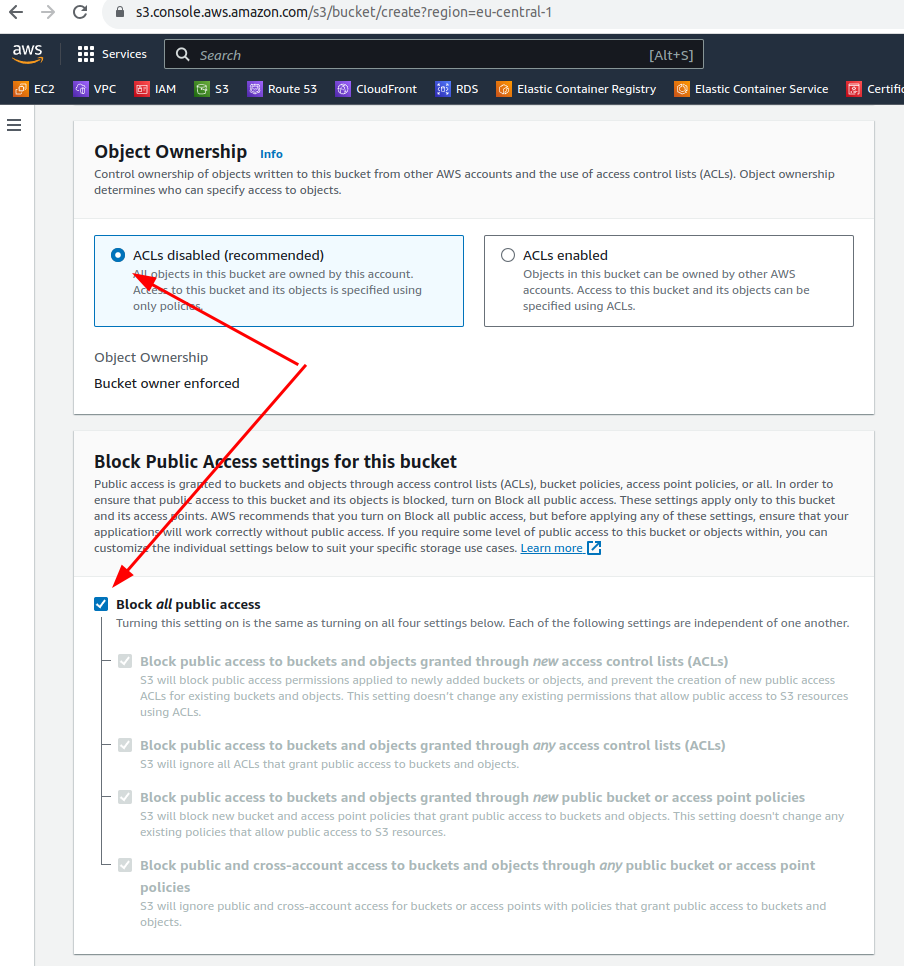 s3.console.aws.amazon.com/s3/bucket/create?region=eu-central-1
aws Services Search [Alt+S]
EC2 VPC IAM S3 Route 53 CloudFront RDS Elastic Container Registry Elastic Container Service
Object Ownership Info
Control ownership of objects written to this bucket from other AWS accounts and the use of access control lists (ACLs). Object ownership
determines who can specify access to objects.
ACLs disabled (recommended)
All objects in this bucket are owned by this account.
Access to this bucket and its objects is specified using
only policies.
ACLs enabled
Objects in this bucket can be owned by other AWS
accounts. Access to this bucket and its objects can be
specified using ACLs.
Object Ownership
Bucket owner enforced
Block Public Access settings for this bucket
Public access is granted to buckets and objects through access control lists (ACLs), bucket policies, access point policies, or all. In order to
ensure that public access to this bucket and its objects is blocked, turn on Block all public access. These settings apply only to this bucket
and its access points. AWS recommends that you turn on Block all public access, but before applying any of these settings, ensure that your
applications will work correctly without public access. If you require some level of public access to this bucket or objects within, you can
customize the individual settings below to suit your specific storage use cases. Learn more
Block all public access
Turning this setting on is the same as turning on all four settings below. Each of the following settings are independent of one another.
Block public access to buckets and objects granted through new access control lists (ACLs)
S3 will block public access permissions applied to newly added buckets or objects, and prevent the creation of new public access
ACLs for existing buckets and objects. This setting doesn't change any existing permissions that allow public access to S3 resources
using ACLs.
Block public access to buckets and objects granted through any access control lists (ACLs)
S3 will ignore all ACLs that grant public access to buckets and objects.
Block public access to buckets and objects granted through new public bucket or access point policies
S3 will block new bucket and access point policies that grant public access to buckets and objects. This setting doesn't change any
existing policies that allow public access to S3 resources.
Block public and cross-account access to buckets and objects through any public bucket or access point
policies
S3 will ignore public and cross-account access for buckets or access points with policies that grant public access to buckets and
objects.